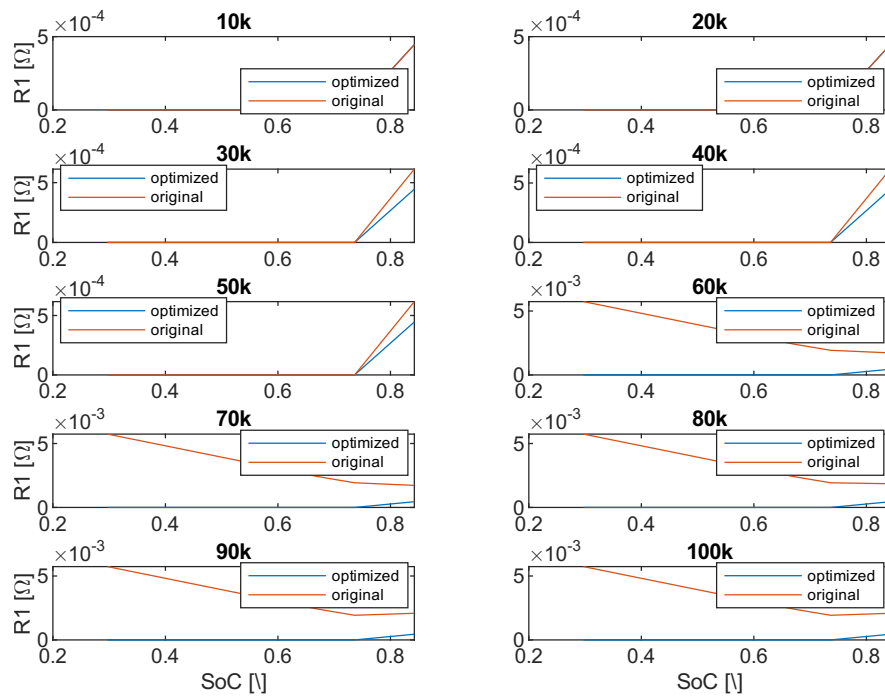 ×10⁻⁴
10k
5
R1 [Ω]
optimized
original
0
0.2 0.4 0.6 0.8
×10⁻⁴
20k
5
optimized
original
0
0.2 0.4 0.6 0.8
×10⁻⁴
30k
5
R1 [Ω]
optimized
original
0
0.2 0.4 0.6 0.8
×10⁻⁴
40k
5
optimized
original
0
0.2 0.4 0.6 0.8
×10⁻⁴
50k
5
R1 [Ω]
optimized
original
0
0.2 0.4 0.6 0.8
×10⁻³
60k
5
optimized
original
0
0.2 0.4 0.6 0.8
×10⁻³
70k
5
R1 [Ω]
optimized
original
0
0.2 0.4 0.6 0.8
×10⁻³
80k
5
optimized
original
0
0.2 0.4 0.6 0.8
×10⁻³
90k
5
R1 [Ω]
optimized
original
0
0.2 0.4 0.6 0.8
SoC [\]
×10⁻³
100k
5
optimized
original
0
0.2 0.4 0.6 0.8
SoC [\]